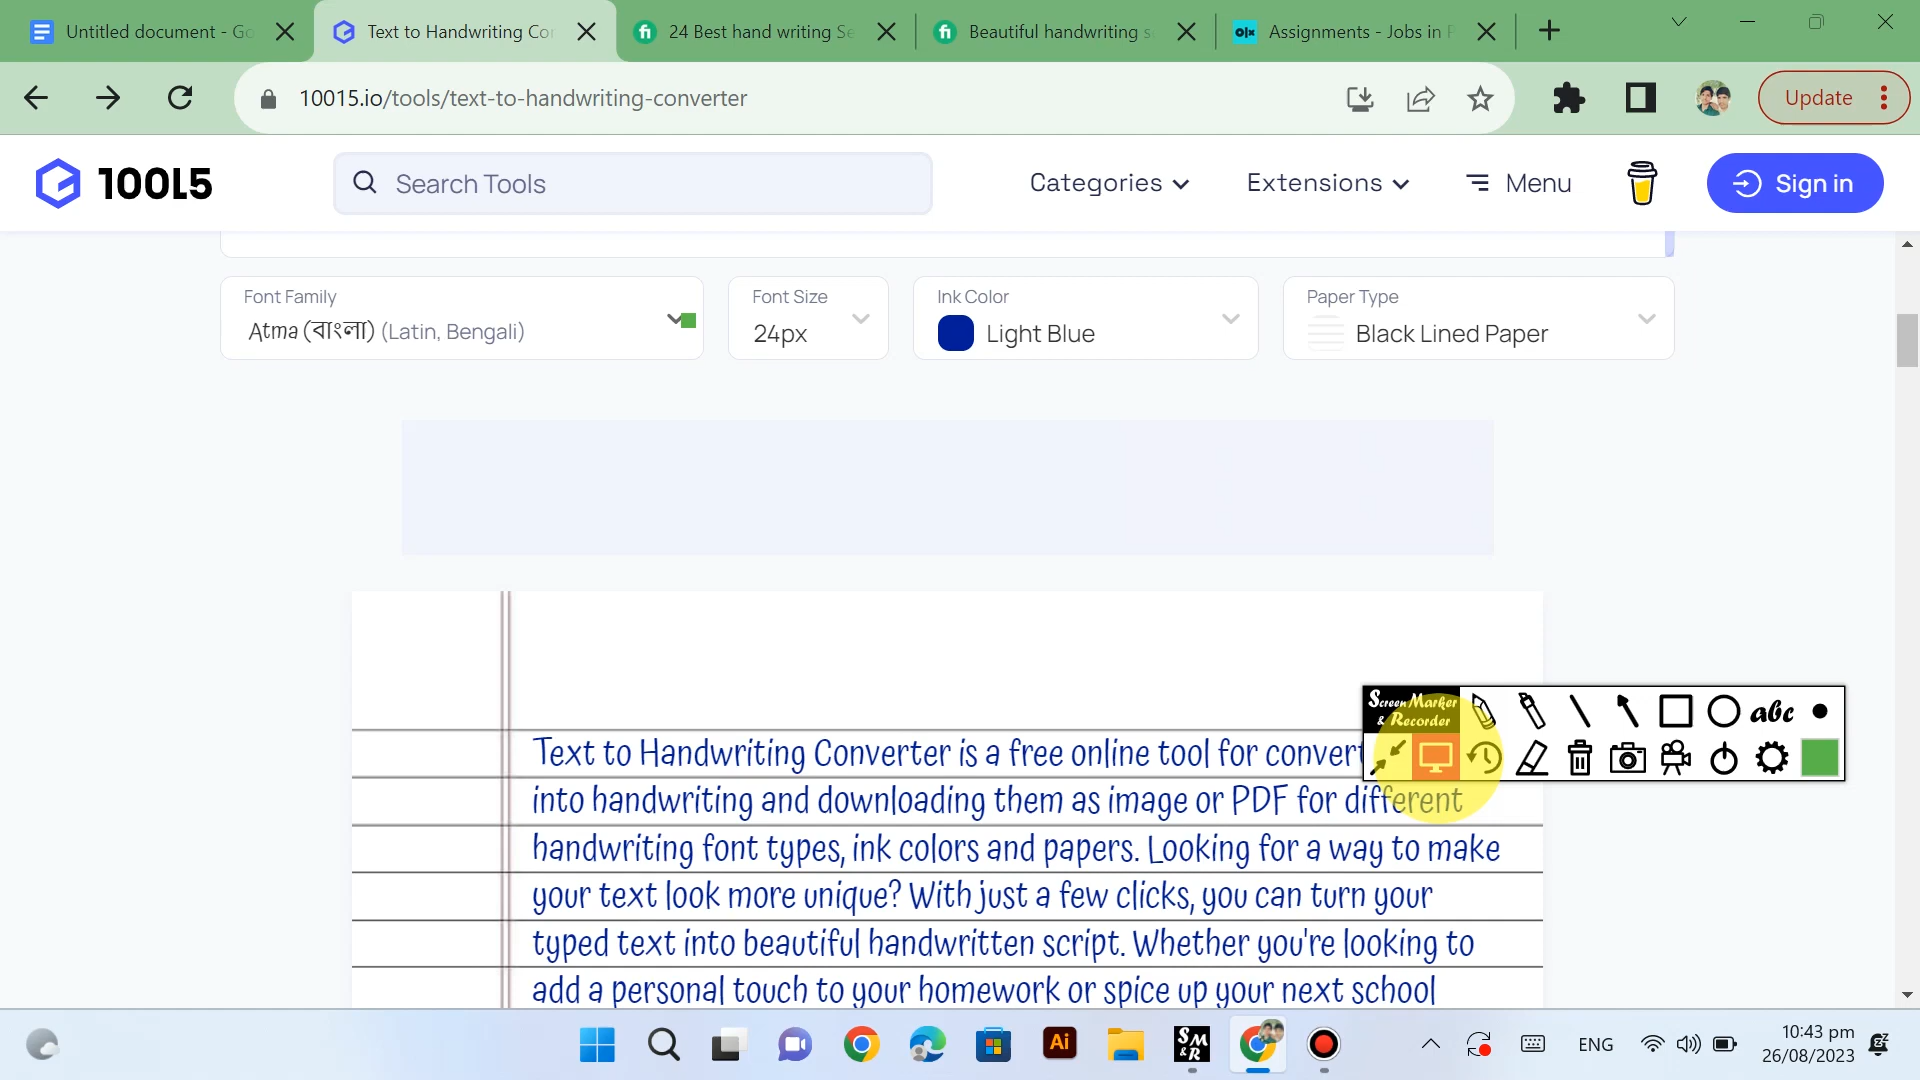 Untitled document - Go
Text to Handwriting Co
24 Best hand writing Se
Beautiful handwriting s
Assignments - Jobs in P
10015.io/tools/text-to-handwriting-converter
Update
10015
Search Tools
Categories
Extensions
Menu
Sign in
Font Family
Atma (বাংলা) (Latin, Bengali)
Font Size
24px
Ink Color
Light Blue
Paper Type
Black Lined Paper
Screen Marker
& Recorder
abc
Text to Handwriting Converter is a free online tool for convert
into handwriting and downloading them as image or PDF for different
handwriting font types, ink colors and papers. Looking for a way to make
your text look more unique? With just a few clicks, you can turn your
typed text into beautiful handwritten script. Whether you're looking to
add a personal touch to your homework or spice up your next school
Ai
SM
&R
ENG
10:43 pm
26/08/2023